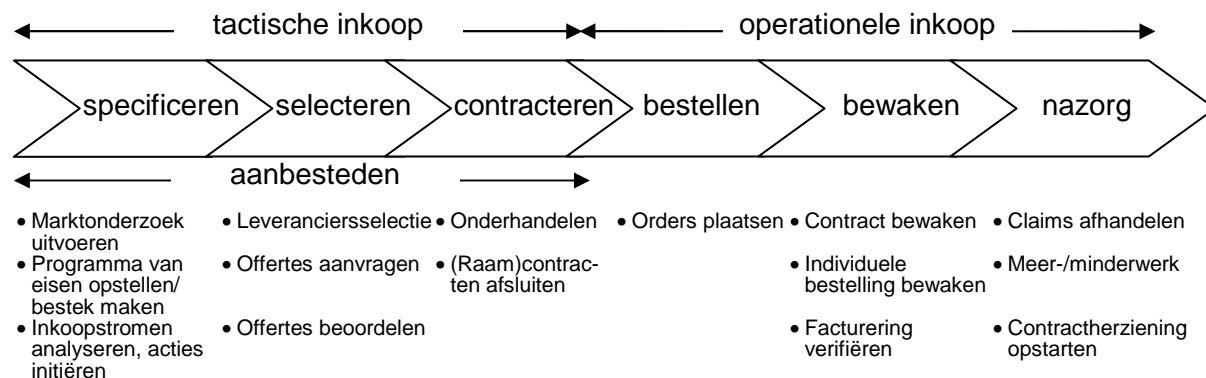 tactische inkoop
operationele inkoop
specificeren
selecteren
contracteren
bestellen
bewaken
nazorg
aanbesteden
• Marktonderzoek
uitvoeren
• Programma van
eisen opstellen/
bestek maken
• Inkoopstromen
analyseren, acties
initiëren
• Leveranciersselectie
• Offertes aanvragen
• Offertes beoordelen
• Onderhandelen
• (Raam)contrac-
ten afsluiten
• Orders plaatsen
• Contract bewaken
• Individuele
bestelling bewaken
• Facturering
verifiëren
• Claims afhandelen
• Meer-/minderwerk
• Contractherziening
opstarten